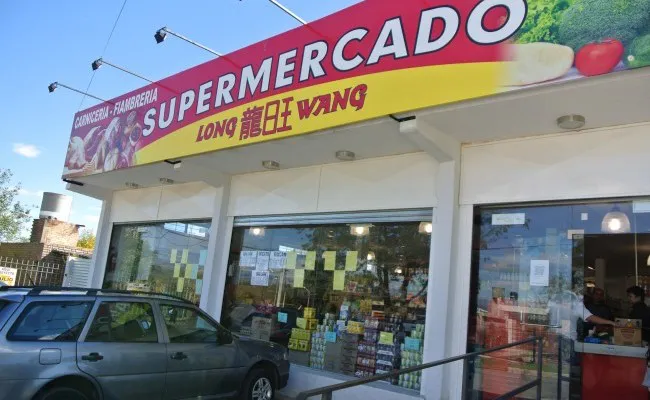 CARNICERIA - FIAMBRERIA
SUPERMERCADO
LONG 龍旺 WANG